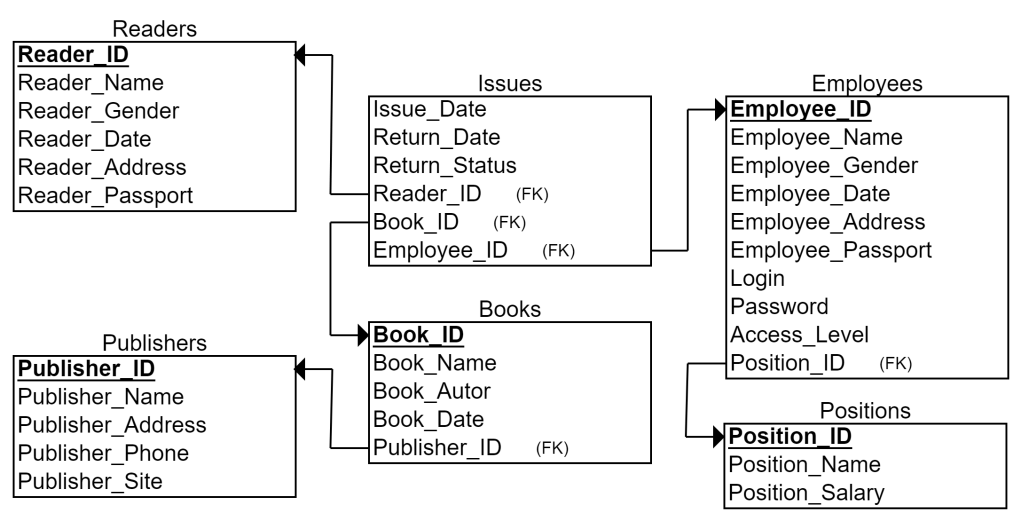 Readers
Reader_ID
Reader_Name
Reader_Gender
Reader_Date
Reader_Address
Reader_Passport
Issues
Issue_Date
Return_Date
Return_Status
Reader_ID (FK)
Book_ID (FK)
Employee_ID (FK)
Employees
Employee_ID
Employee_Name
Employee_Gender
Employee_Date
Employee_Address
Employee_Passport
Login
Password
Access_Level
Position_ID (FK)
Publishers
Publisher_ID
Publisher_Name
Publisher_Address
Publisher_Phone
Publisher_Site
Books
Book_ID
Book_Name
Book_Autor
Book_Date
Publisher_ID (FK)
Positions
Position_ID
Position_Name
Position_Salary